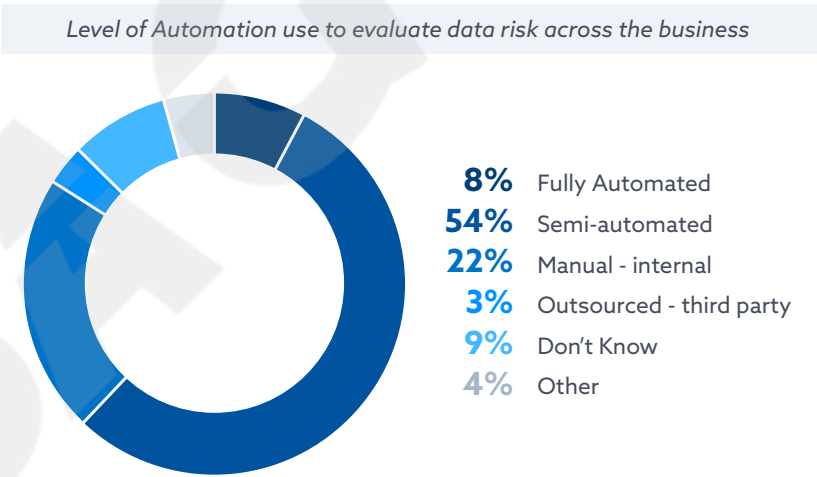 Level of Automation use to evaluate data risk across the business
8% Fully Automated
54% Semi-automated
22% Manual - internal
3% Outsourced - third party
9% Don't Know
4% Other